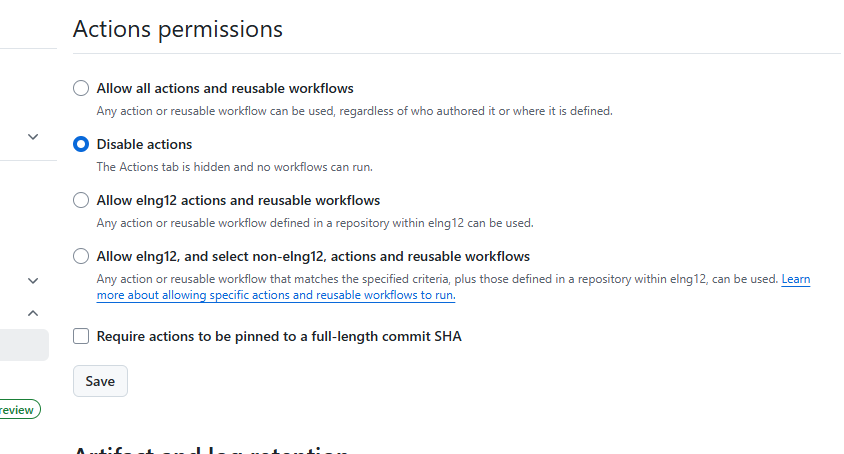 Actions permissions
Allow all actions and reusable workflows
Any action or reusable workflow can be used, regardless of who authored it or where it is defined.
Disable actions
The Actions tab is hidden and no workflows can run.
Allow elng12 actions and reusable workflows
Any action or reusable workflow defined in a repository within elng12 can be used.
Allow elng12, and select non-elng12, actions and reusable workflows
Any action or reusable workflow that matches the specified criteria, plus those defined in a repository within elng12, can be used. Learn
more about allowing specific actions and reusable workflows to run.
Require actions to be pinned to a full-length commit SHA
Save
review
Artifact and log retention